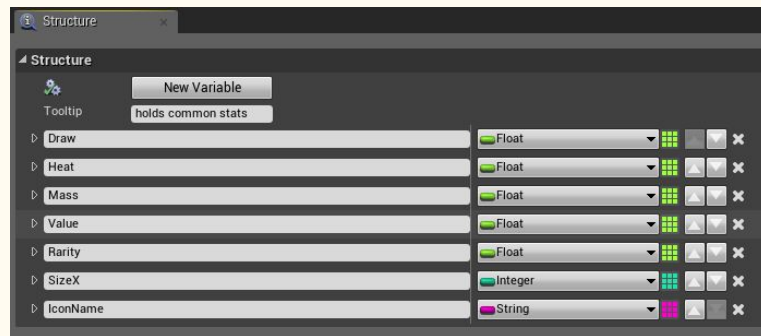 Structure
Structure
New Variable
Tooltip holds common stats
Draw Float
Heat Float
Mass Float
Value Float
Rarity Float
SizeX Integer
IconName String